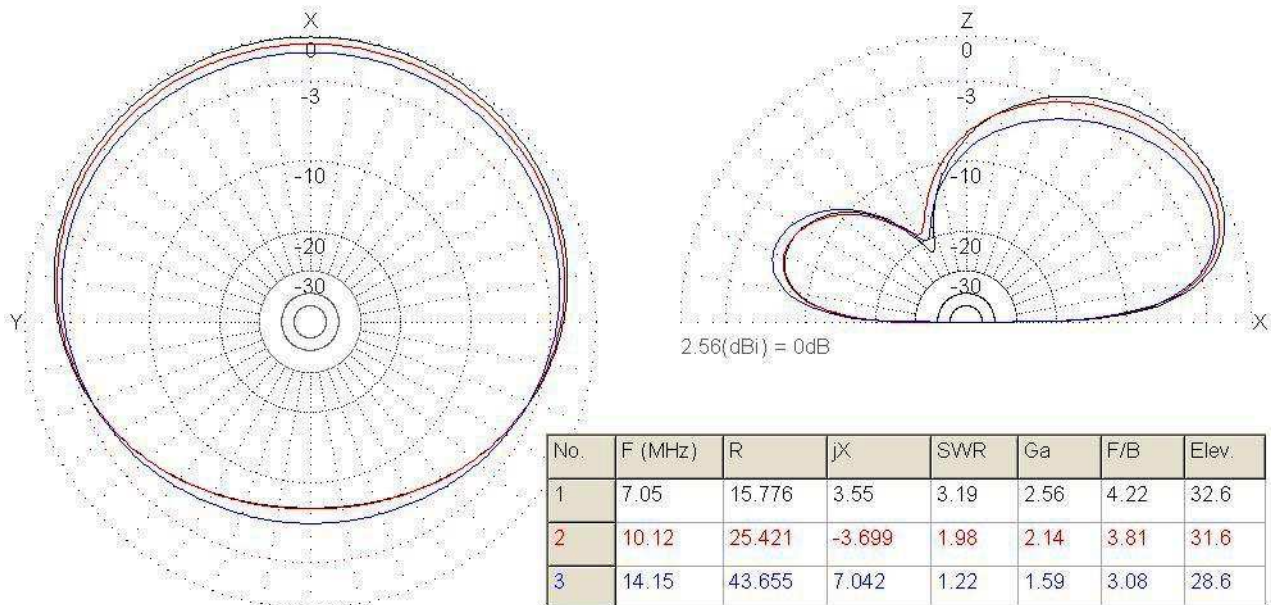 X
0
-3
-10
-20
-30
Y
Z
0
-3
-10
-20
-30
X
2.56(dBi) = 0dB
No. F (MHz) R jX SWR Ga F/B Elev.
1 7.05 15.776 3.55 3.19 2.56 4.22 32.6
2 10.12 25.421 -3.699 1.98 2.14 3.81 31.6
3 14.15 43.655 7.042 1.22 1.59 3.08 28.6